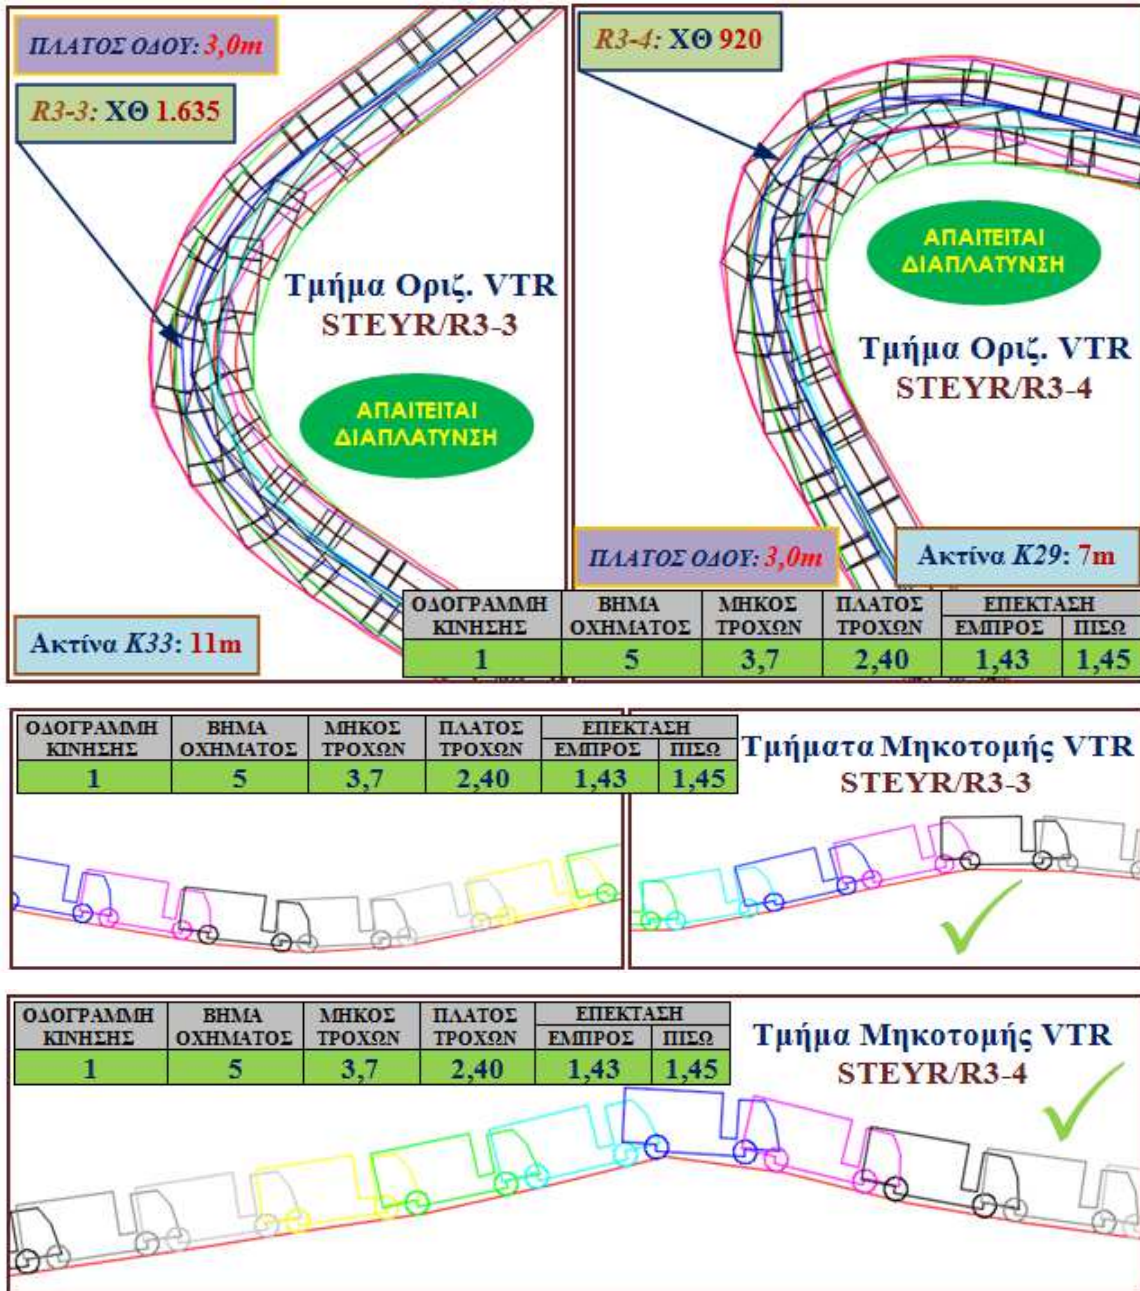 ΠΛΑΤΟΣ ΟΔΟΥ: 3,0m
R3-3: ΧΘ 1.635
Τμήμα Οριζ. VTR
STEYR/R3-3
ΑΠΑΙΤΕΙΤΑΙ
ΔΙΑΠΛΑΤΥΝΣΗ
Ακτίνα K33: 11m
R3-4: ΧΘ 920
ΑΠΑΙΤΕΙΤΑΙ
ΔΙΑΠΛΑΤΥΝΣΗ
Τμήμα Οριζ. VTR
STEYR/R3-4
ΠΛΑΤΟΣ ΟΔΟΥ: 3,0m
Ακτίνα K29: 7m
ΟΔΟΓΡΑΜΜΗ ΒΗΜΑ ΜΗΚΟΣ ΠΛΑΤΟΣ ΕΠΕΚΤΑΣΗ
ΚΙΝΗΣΗΣ ΟΧΗΜΑΤΟΣ ΤΡΟΧΩΝ ΤΡΟΧΩΝ ΕΜΠΡΟΣ ΠΙΣΩ
1 5 3,7 2,40 1,43 1,45
ΟΔΟΓΡΑΜΜΗ ΒΗΜΑ ΜΗΚΟΣ ΠΛΑΤΟΣ ΕΠΕΚΤΑΣΗ
ΚΙΝΗΣΗΣ ΟΧΗΜΑΤΟΣ ΤΡΟΧΩΝ ΤΡΟΧΩΝ ΕΜΠΡΟΣ ΠΙΣΩ
1 5 3,7 2,40 1,43 1,45
Τμήματα Μηκοτομής VTR
STEYR/R3-3
ΟΔΟΓΡΑΜΜΗ ΒΗΜΑ ΜΗΚΟΣ ΠΛΑΤΟΣ ΕΠΕΚΤΑΣΗ
ΚΙΝΗΣΗΣ ΟΧΗΜΑΤΟΣ ΤΡΟΧΩΝ ΤΡΟΧΩΝ ΕΜΠΡΟΣ ΠΙΣΩ
1 5 3,7 2,40 1,43 1,45
Τμήμα Μηκοτομής VTR
STEYR/R3-4